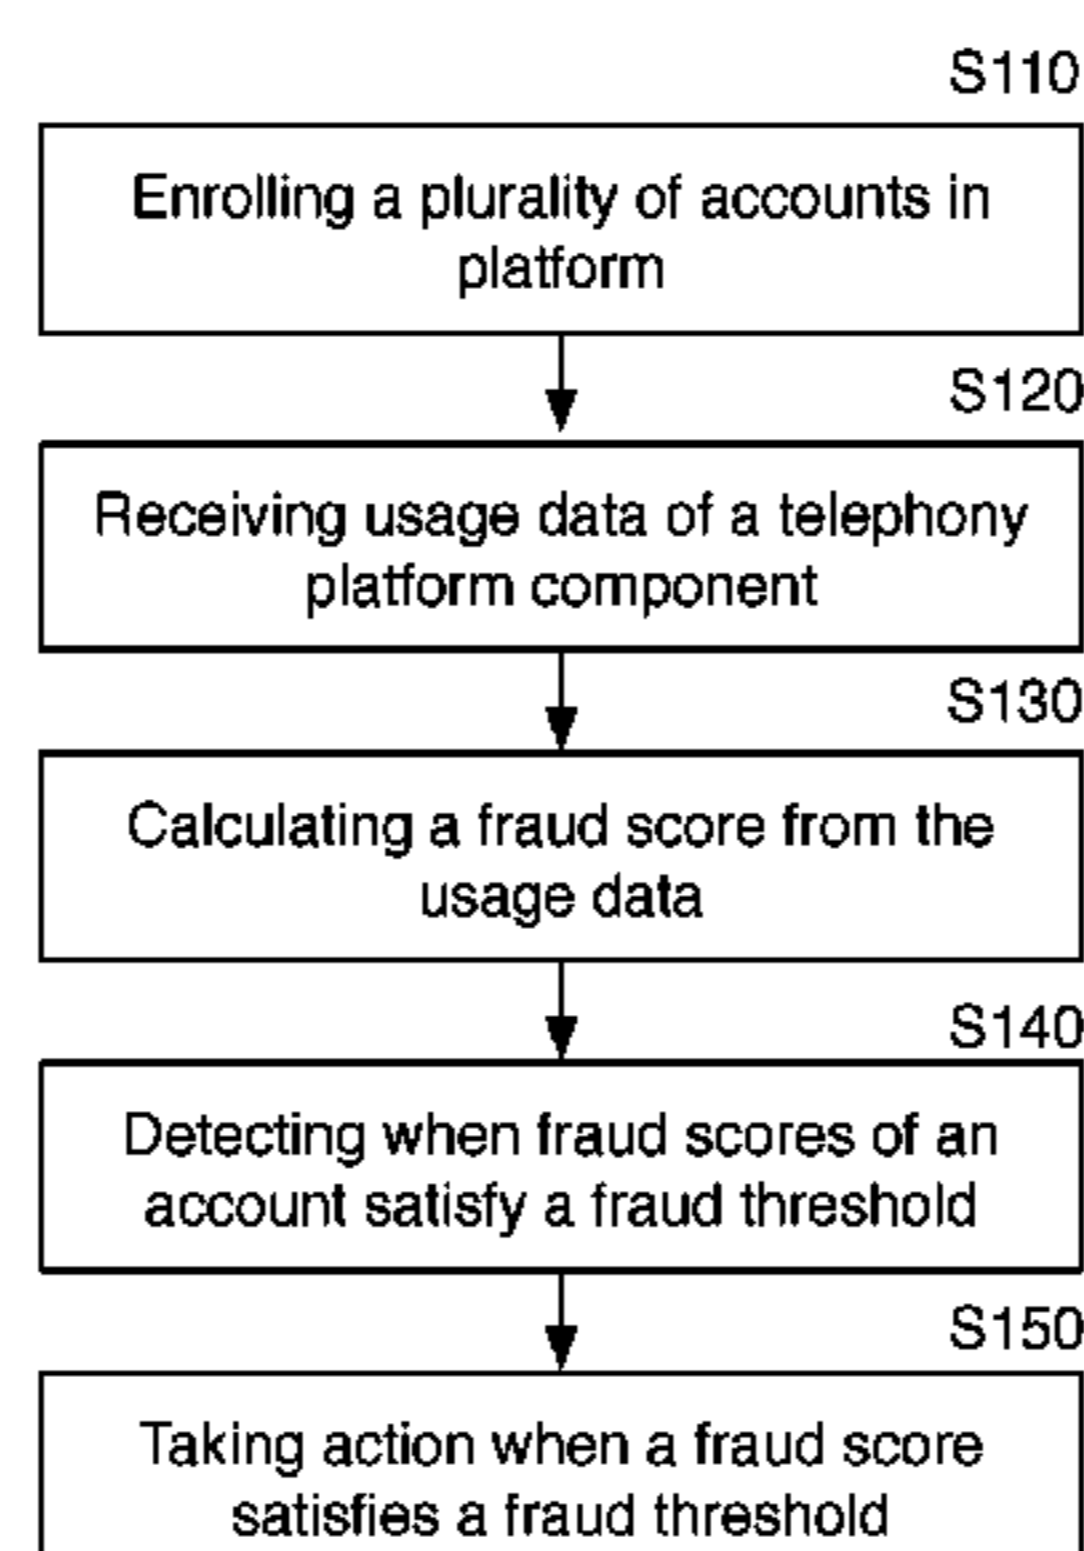 S110
Enrolling a plurality of accounts in
platform
S120
Receiving usage data of a telephony
platform component
S130
Calculating a fraud score from the
usage data
S140
Detecting when fraud scores of an
account satisfy a fraud threshold
S150
Taking action when a fraud score
satisfies a fraud threshold